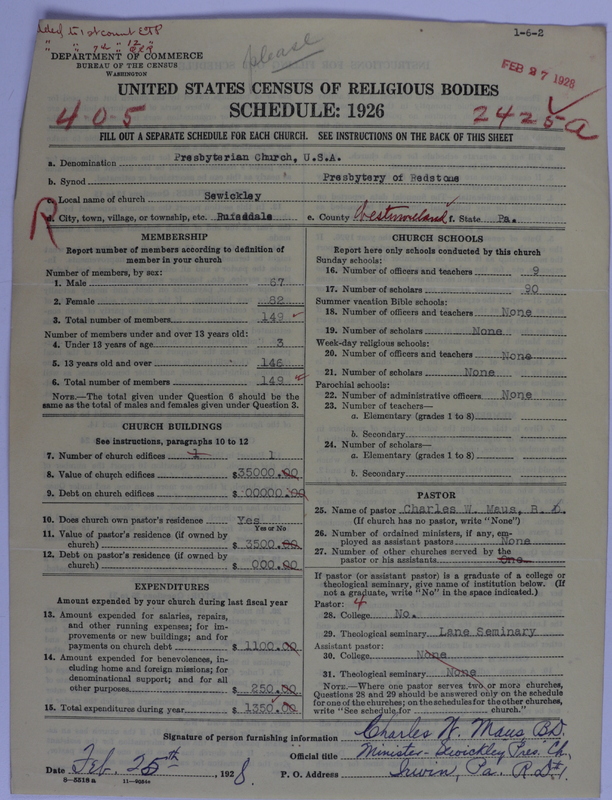 Added to 1st count
1-6-2
please
DEPARTMENT OF COMMERCE
BUREAU OF THE CENSUS
WASHINGTON
FEB 27 1928
UNITED STATES CENSUS OF RELIGIOUS BODIES
SCHEDULE: 1926
405
2425a
FILL OUT A SEPARATE SCHEDULE FOR EACH CHURCH. SEE INSTRUCTIONS ON THE BACK OF THIS SHEET
a. Denomination Presbyterian Church, U.S.A.
b. Synod Presbytery of Redstone
c. Local name of church Sewickley
R
d. City, town, village, or township, etc. Rufsddale e. County Westmoreland f. State Pa.
MEMBERSHIP
Report number of members according to definition of member in your church
Number of members, by sex:
1. Male 67
2. Female 82
3. Total number of members 149
Number of members under and over 13 years old:
4. Under 13 years of age 3
5. 13 years old and over 146
6. Total number of members 149
NOTE.—The total given under Question 6 should be the same as the total of males and females given under Question 3.
CHURCH BUILDINGS
See instructions, paragraphs 10 to 12
7. Number of church edifices 1 1
8. Value of church edifices $35000.00
9. Debt on church edifices $ 00000.00
10. Does church own pastor's residence Yes
Yes or No
11. Value of pastor's residence (if owned by church) $ 3500.00
12. Debt on pastor's residence (if owned by church) $ 000.00
EXPENDITURES
Amount expended by your church during last fiscal year
13. Amount expended for salaries, repairs, and other running expenses; for improvements or new buildings; and for payments on church debt $ 1100.00
14. Amount expended for benevolences, including home and foreign missions; for denominational support; and for all other purposes $ 250.00
15. Total expenditures during year $ 1350.00
CHURCH SCHOOLS
Report here only schools conducted by this church
Sunday schools:
16. Number of officers and teachers 9
17. Number of scholars 90
Summer vacation Bible schools:
18. Number of officers and teachers None
19. Number of scholars None
Week-day religious schools:
20. Number of officers and teachers None
21. Number of scholars None
Parochial schools:
22. Number of administrative officers None
23. Number of teachers—
a. Elementary (grades 1 to 8)
b. Secondary
24. Number of scholars—
a. Elementary (grades 1 to 8)
b. Secondary
PASTOR
25. Name of pastor Charles W. Maus, B. D.
(If church has no pastor, write "None")
26. Number of ordained ministers, if any, employed as assistant pastors None
27. Number of other churches served by the pastor or his assistants One
If pastor (or assistant pastor) is a graduate of a college or theological seminary, give name of institution below. (If not a graduate, write "No" in the space indicated.)
Pastor: 4
28. College No.
29. Theological seminary Lane Seminary
Assistant pastor:
30. College None
31. Theological seminary None
NOTE.—Where one pastor serves two or more churches, Questions 28 and 29 should be answered only on the schedule for one of the churches; on the schedules for the other churches, write "See schedule for church."
Signature of person furnishing information Charles W. Maus, B.D.
Official title Minister- Sewickley Pres. Ch.
Date Feb. 25th, 1928. P. O. Address Irwin, Pa. R.D.#1.
8—5518a 11—9084e